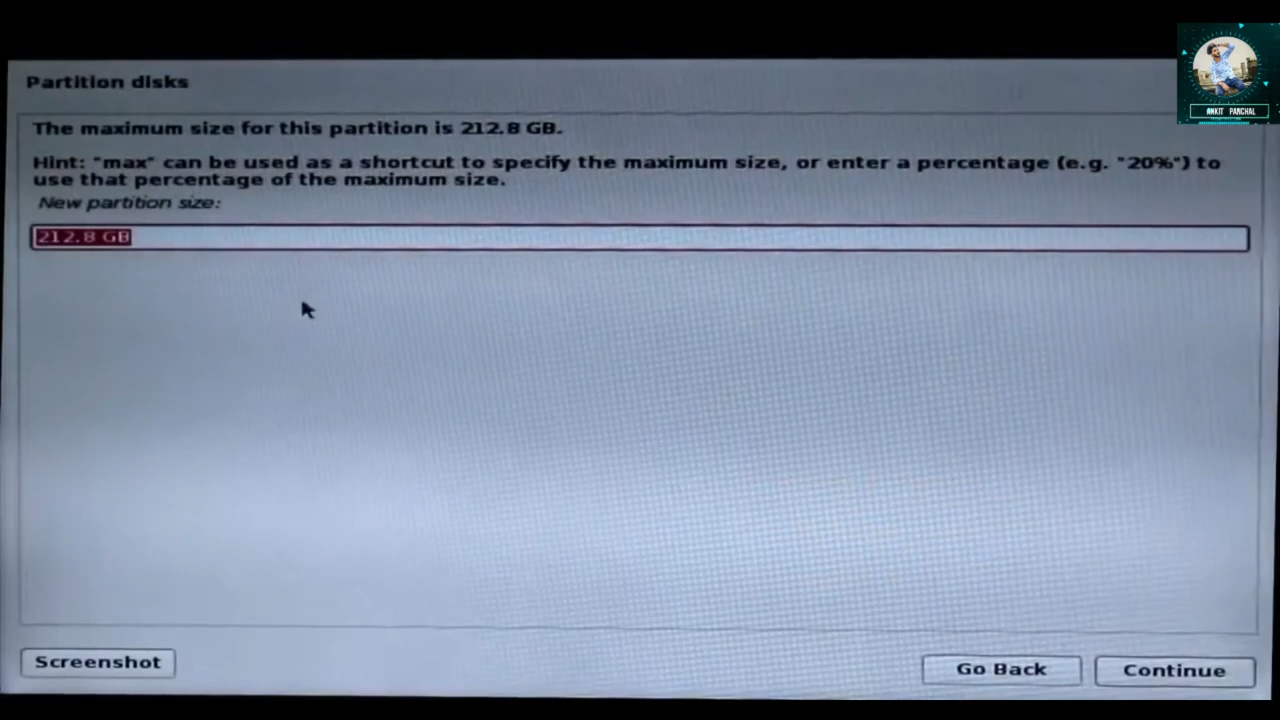 Partition disks
The maximum size for this partition is 212.8 GB.
Hint: "max" can be used as a shortcut to specify the maximum size, or enter a percentage (e.g. "20%") to
use that percentage of the maximum size.
New partition size:
212.8 GB
Screenshot
Go Back
Continue
ANKIT PANCHAL